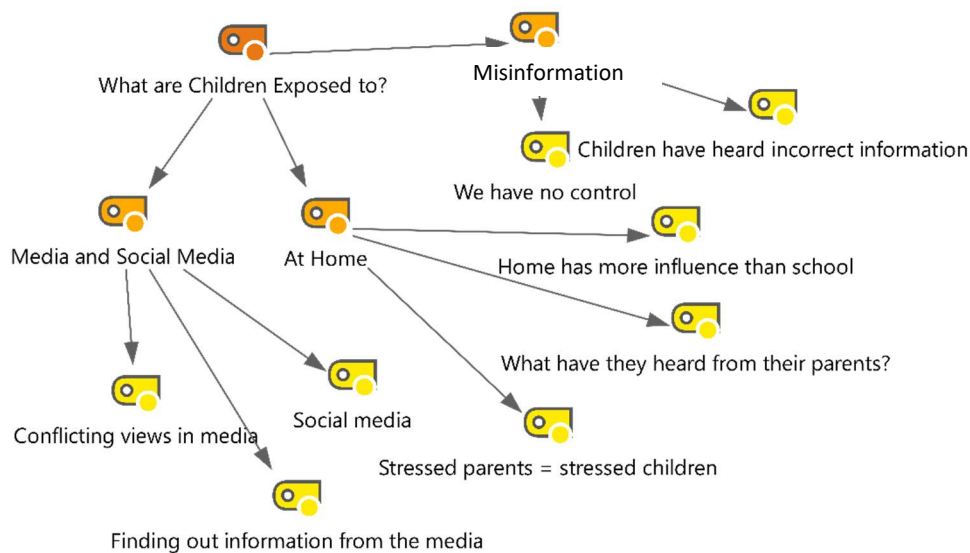 What are Children Exposed to?
Misinformation
Children have heard incorrect information
We have no control
Media and Social Media
At Home
Home has more influence than school
What have they heard from their parents?
Social media
Conflicting views in media
Stressed parents = stressed children
Finding out information from the media